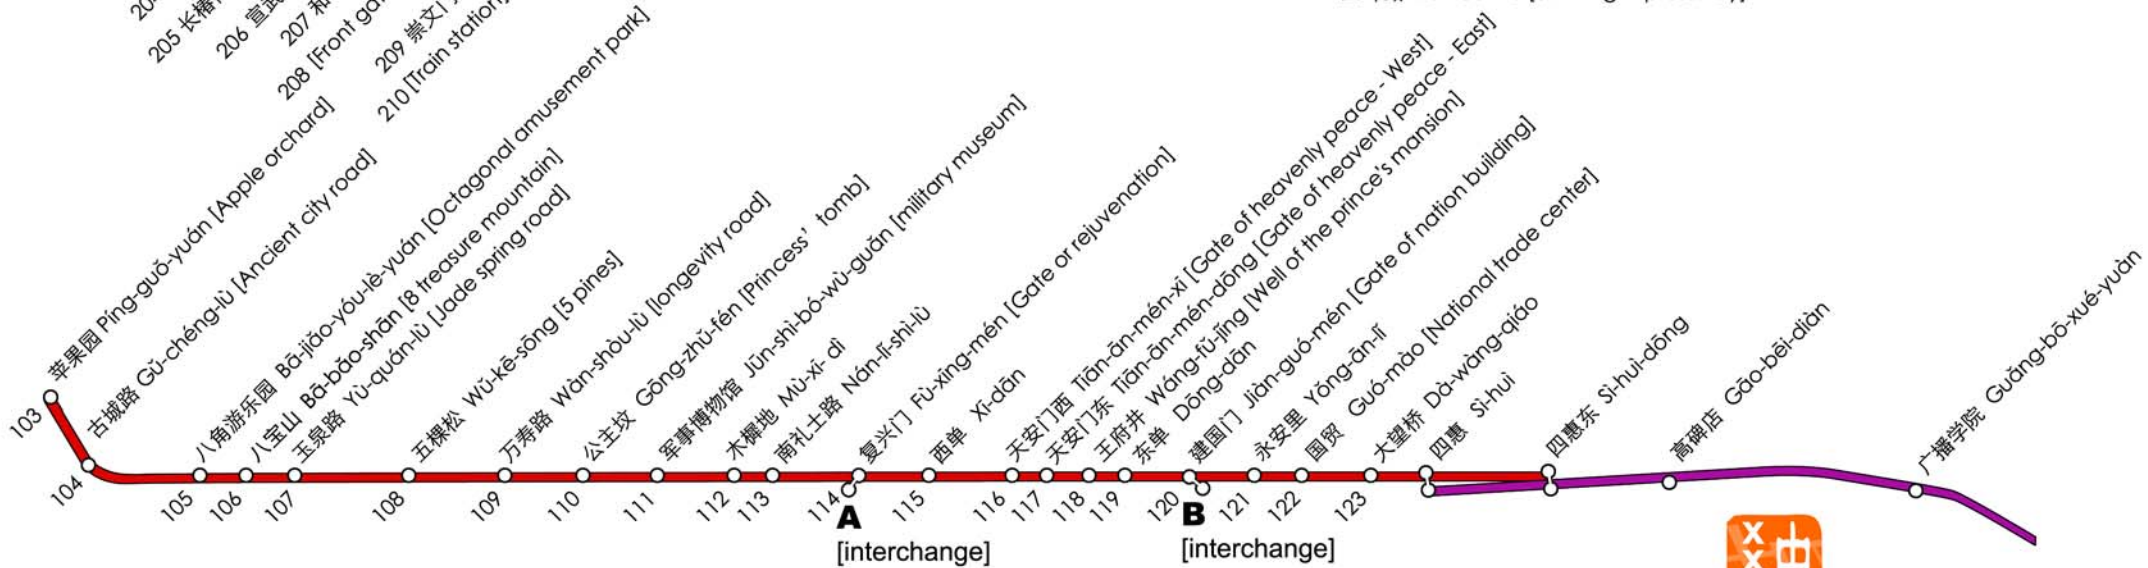 205 长椿
206 宣武
207 和
208 [Front ga
209 崇文门
210 [Train station]
苹果园 Píng-guǒ-yuán [Apple orchard]
古城路 Gǔ-chéng-lù [Ancient city road]
八角游乐园 Bā-jiǎo-yóu-lè-yuán [Octagonal amusement park]
八宝山 Bā-bǎo-shān [8 treasure mountain]
玉泉路 Yù-quán-lù [Jade spring road]
五棵松 Wǔ-kē-sōng [5 pines]
万寿路 Wàn-shòu-lù [longevity road]
公主坟 Gōng-zhǔ-fén [Princess' tomb]
军事博物馆 Jūn-shì-bó-wù-guǎn [military museum]
木樨地 Mù-xi-dì
南礼士路 Nán-lǐ-shì-lù
复兴门 Fù-xīng-mén [Gate or rejuvenation]
西单 Xī-dān
天安门西 Tiān-ān-mén-xī [Gate of heavenly peace - West]
天安门东 Tiān-ān-mén-dōng [Gate of heavenly peace - East]
王府井 Wáng-fǔ-jǐng [Well of the prince's mansion]
东单 Dōng-dān
建国门 Jiàn-guó-mén [Gate of nation building]
永安里 Yǒng-ān-lǐ
国贸 Guó-mào [National trade center]
大望桥 Dà-wàng-qiáo
四惠 Sì-huì
四惠东 Sì-huì-dōng
高碑店 Gāo-bēi-diàn
广播学院 Guǎng-bō-xué-yuàn
103
104
105
106
107
108
109
110
111
112
113
114
115
116
117
118
119
120
121
122
123
A
[interchange]
B
[interchange]